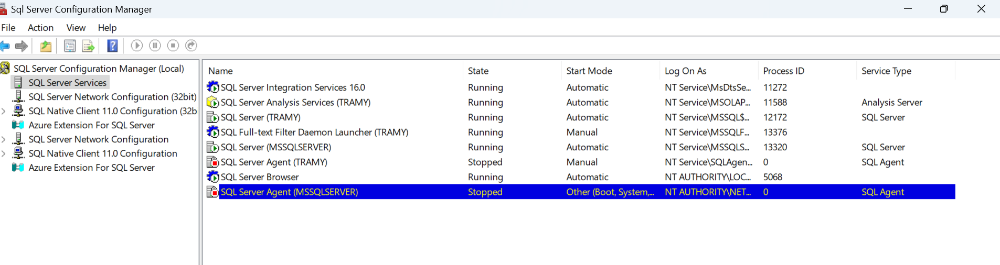 Sql Server Configuration Manager
File Action View Help
SQL Server Configuration Manager (Local)
SQL Server Services
SQL Server Network Configuration (32bit)
SQL Native Client 11.0 Configuration (32b
Azure Extension For SQL Server
SQL Server Network Configuration
SQL Native Client 11.0 Configuration
Azure Extension For SQL Server
Name State Start Mode Log On As Process ID Service Type
SQL Server Integration Services 16.0 Running Automatic NT Service\MsDtsSe... 11272
SQL Server Analysis Services (TRAMY) Running Automatic NT Service\MSOLAP... 11588 Analysis Server
SQL Server (TRAMY) Running Automatic NT Service\MSSQL$... 12172 SQL Server
SQL Full-text Filter Daemon Launcher (TRAMY) Running Manual NT Service\MSSQLF... 13376
SQL Server (MSSQLSERVER) Running Automatic NT Service\MSSQLS... 13320 SQL Server
SQL Server Agent (TRAMY) Stopped Manual NT Service\SQLAgen... 0 SQL Agent
SQL Server Browser Running Automatic NT AUTHORITY\LOC... 5068
SQL Server Agent (MSSQLSERVER) Stopped Other (Boot, System,... NT AUTHORITY\NET... 0 SQL Agent